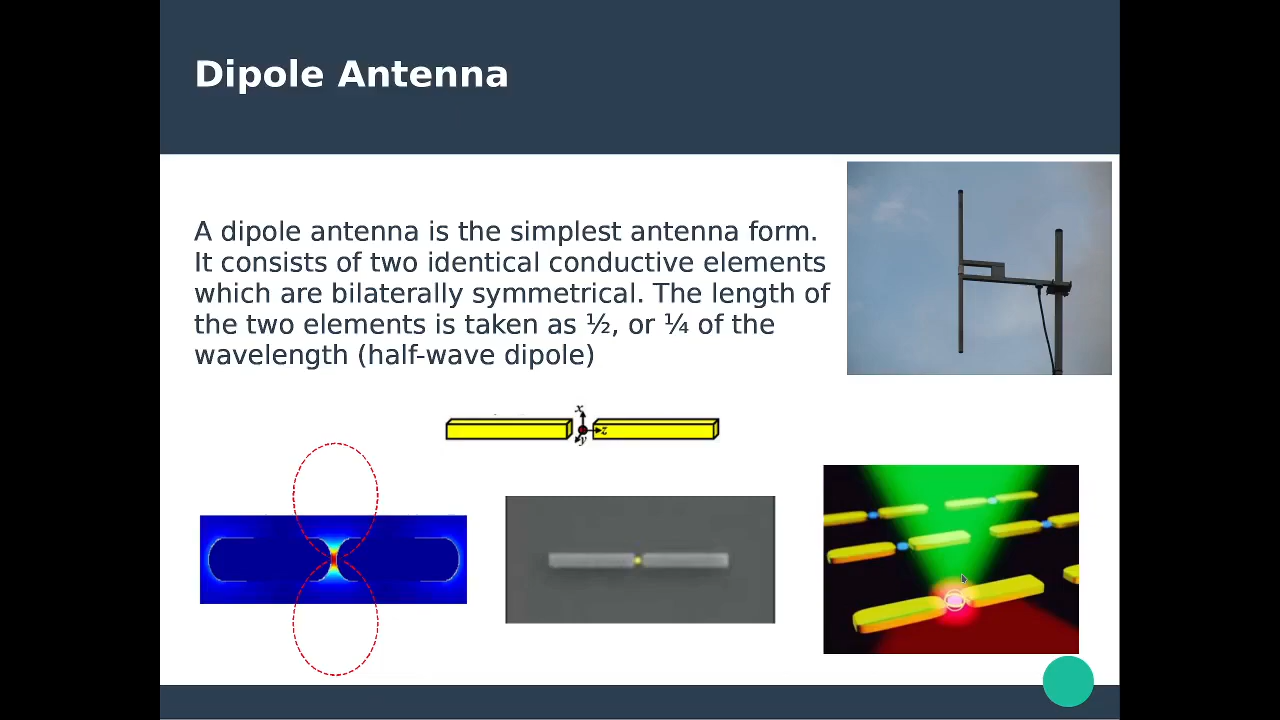 Dipole Antenna
A dipole antenna is the simplest antenna form.
It consists of two identical conductive elements
which are bilaterally symmetrical. The length of
the two elements is taken as ½, or ¼ of the
wavelength (half-wave dipole)
x
z
y